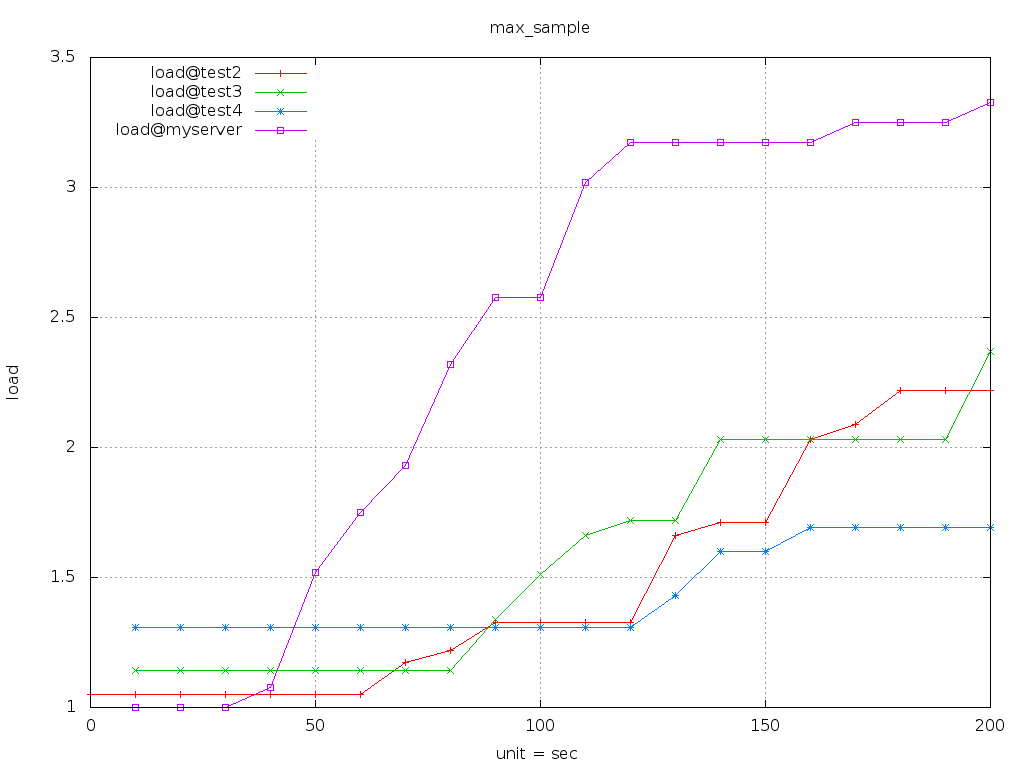 max_sample
3.5
load@test2
load@test3
load@test4
load@myserver
3
2.5
load
2
1.5
1
0 50 100 150 200
unit = sec